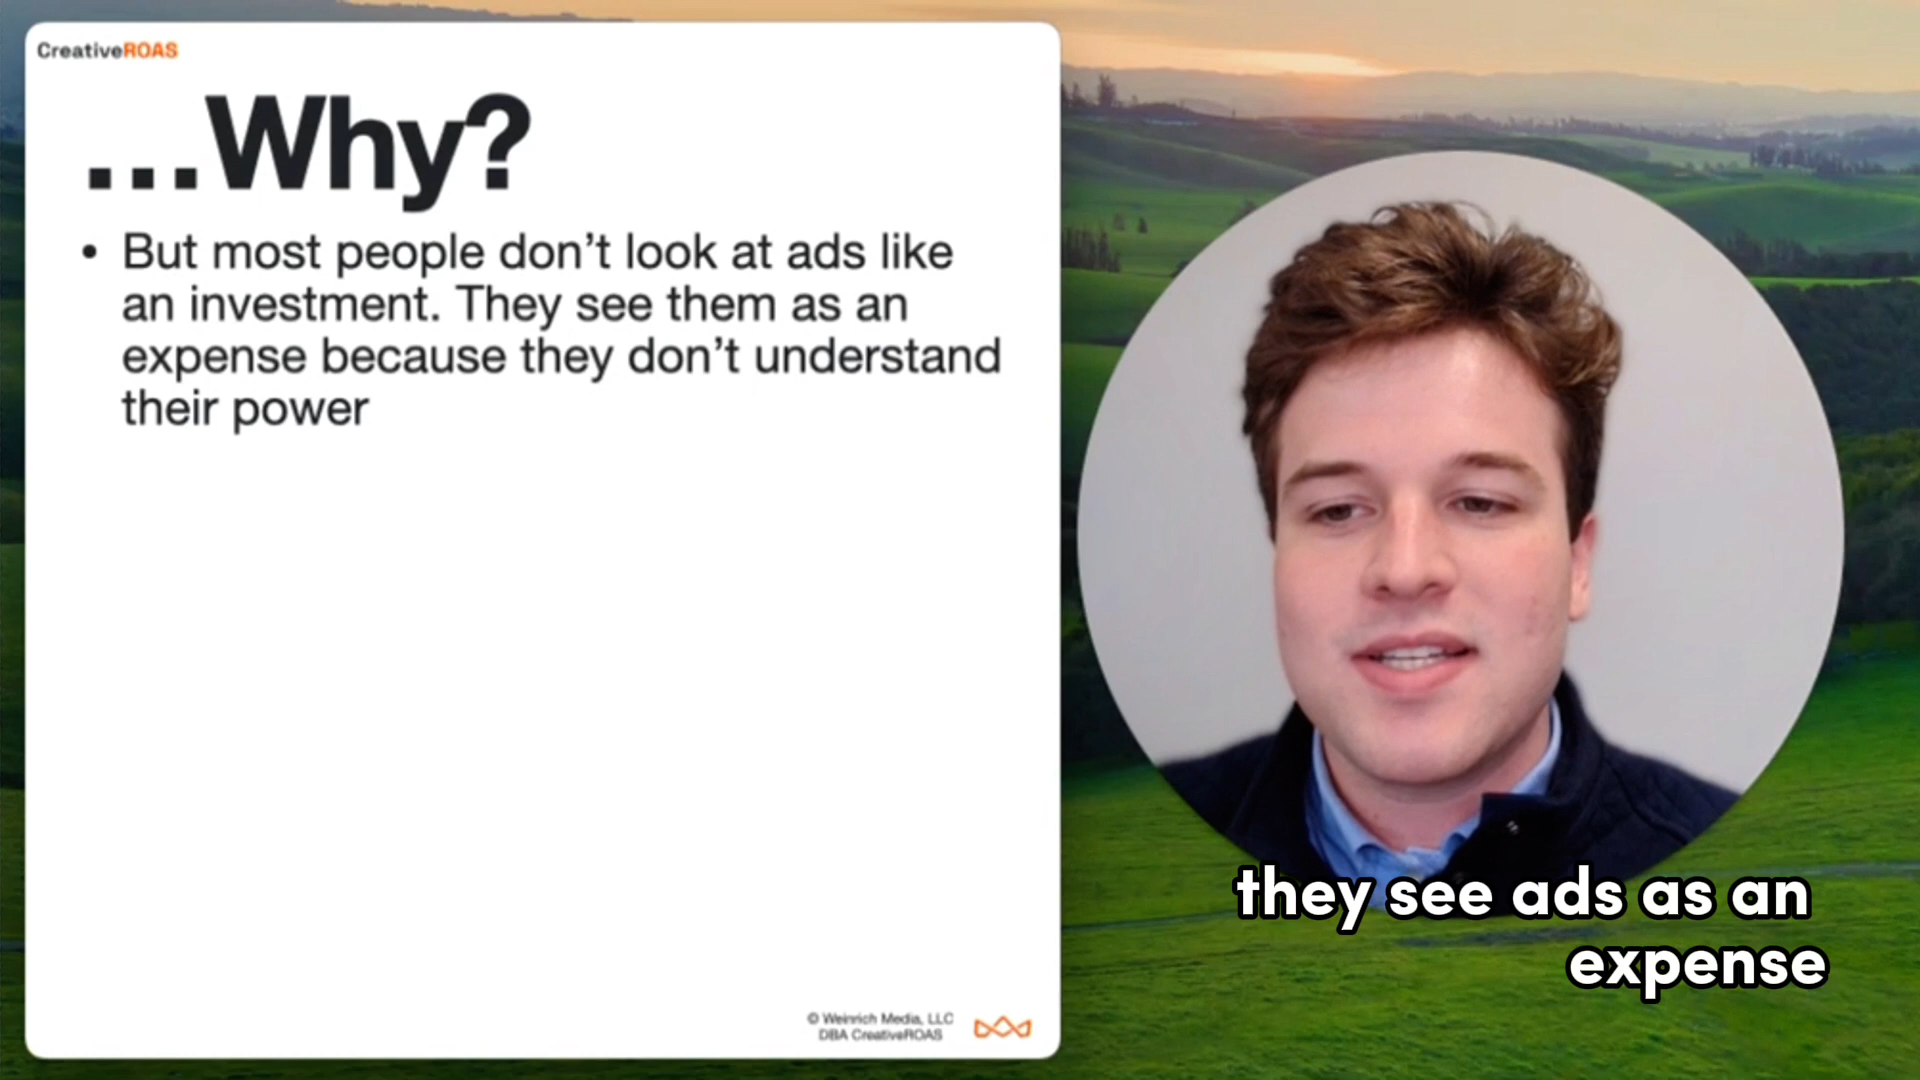 CreativeROAS
...Why?
• But most people don’t look at ads like
an investment. They see them as an
expense because they don’t understand
their power
© Weinrich Media, LLC
DBA CreativeROAS
they see ads as an
expense